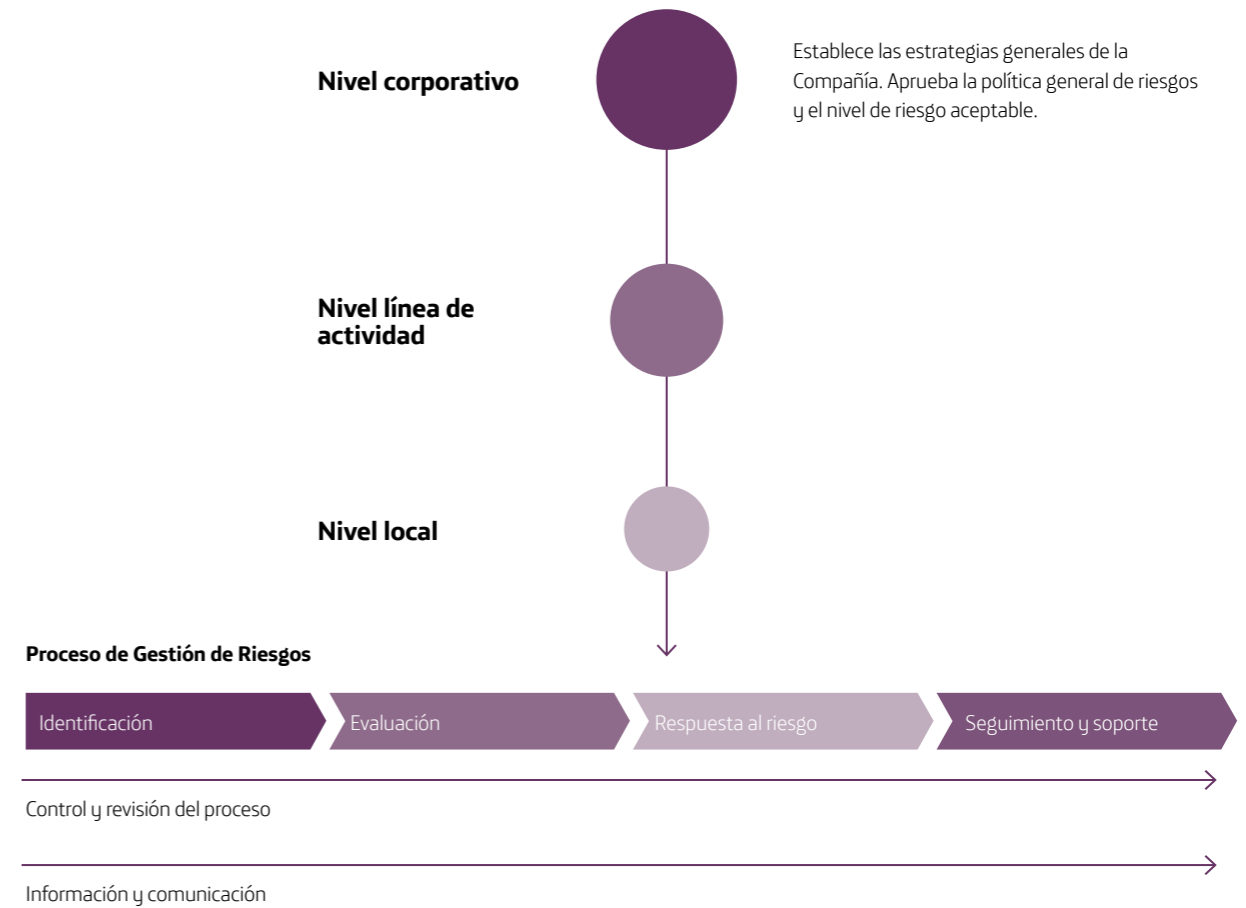 Nivel corporativo
Establece las estrategias generales de la
Compañía. Aprueba la política general de riesgos
y el nivel de riesgo aceptable.
Nivel línea de
actividad
Nivel local
Proceso de Gestión de Riesgos
Identificación
Evaluación
Respuesta al riesgo
Seguimiento y soporte
Control y revisión del proceso
Información y comunicación